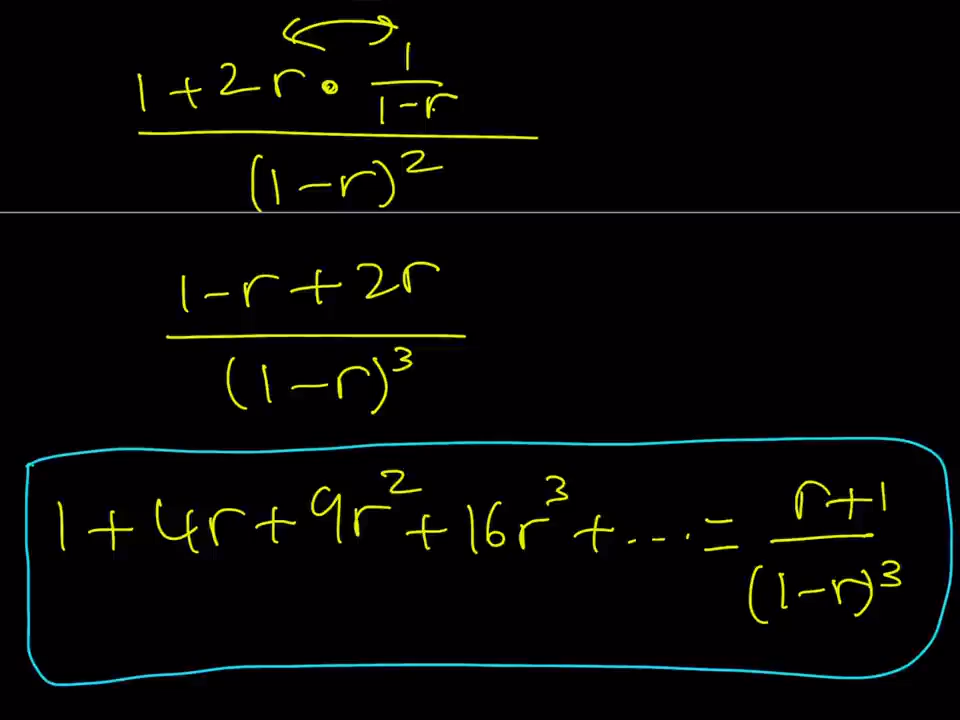 1 + 2r • 1/(1-r)
(1-r)^2
1-r+2r
(1-r)^3
1 + 4r + 9r^2 + 16r^3 + .... = (r+1)/(1-r)^3